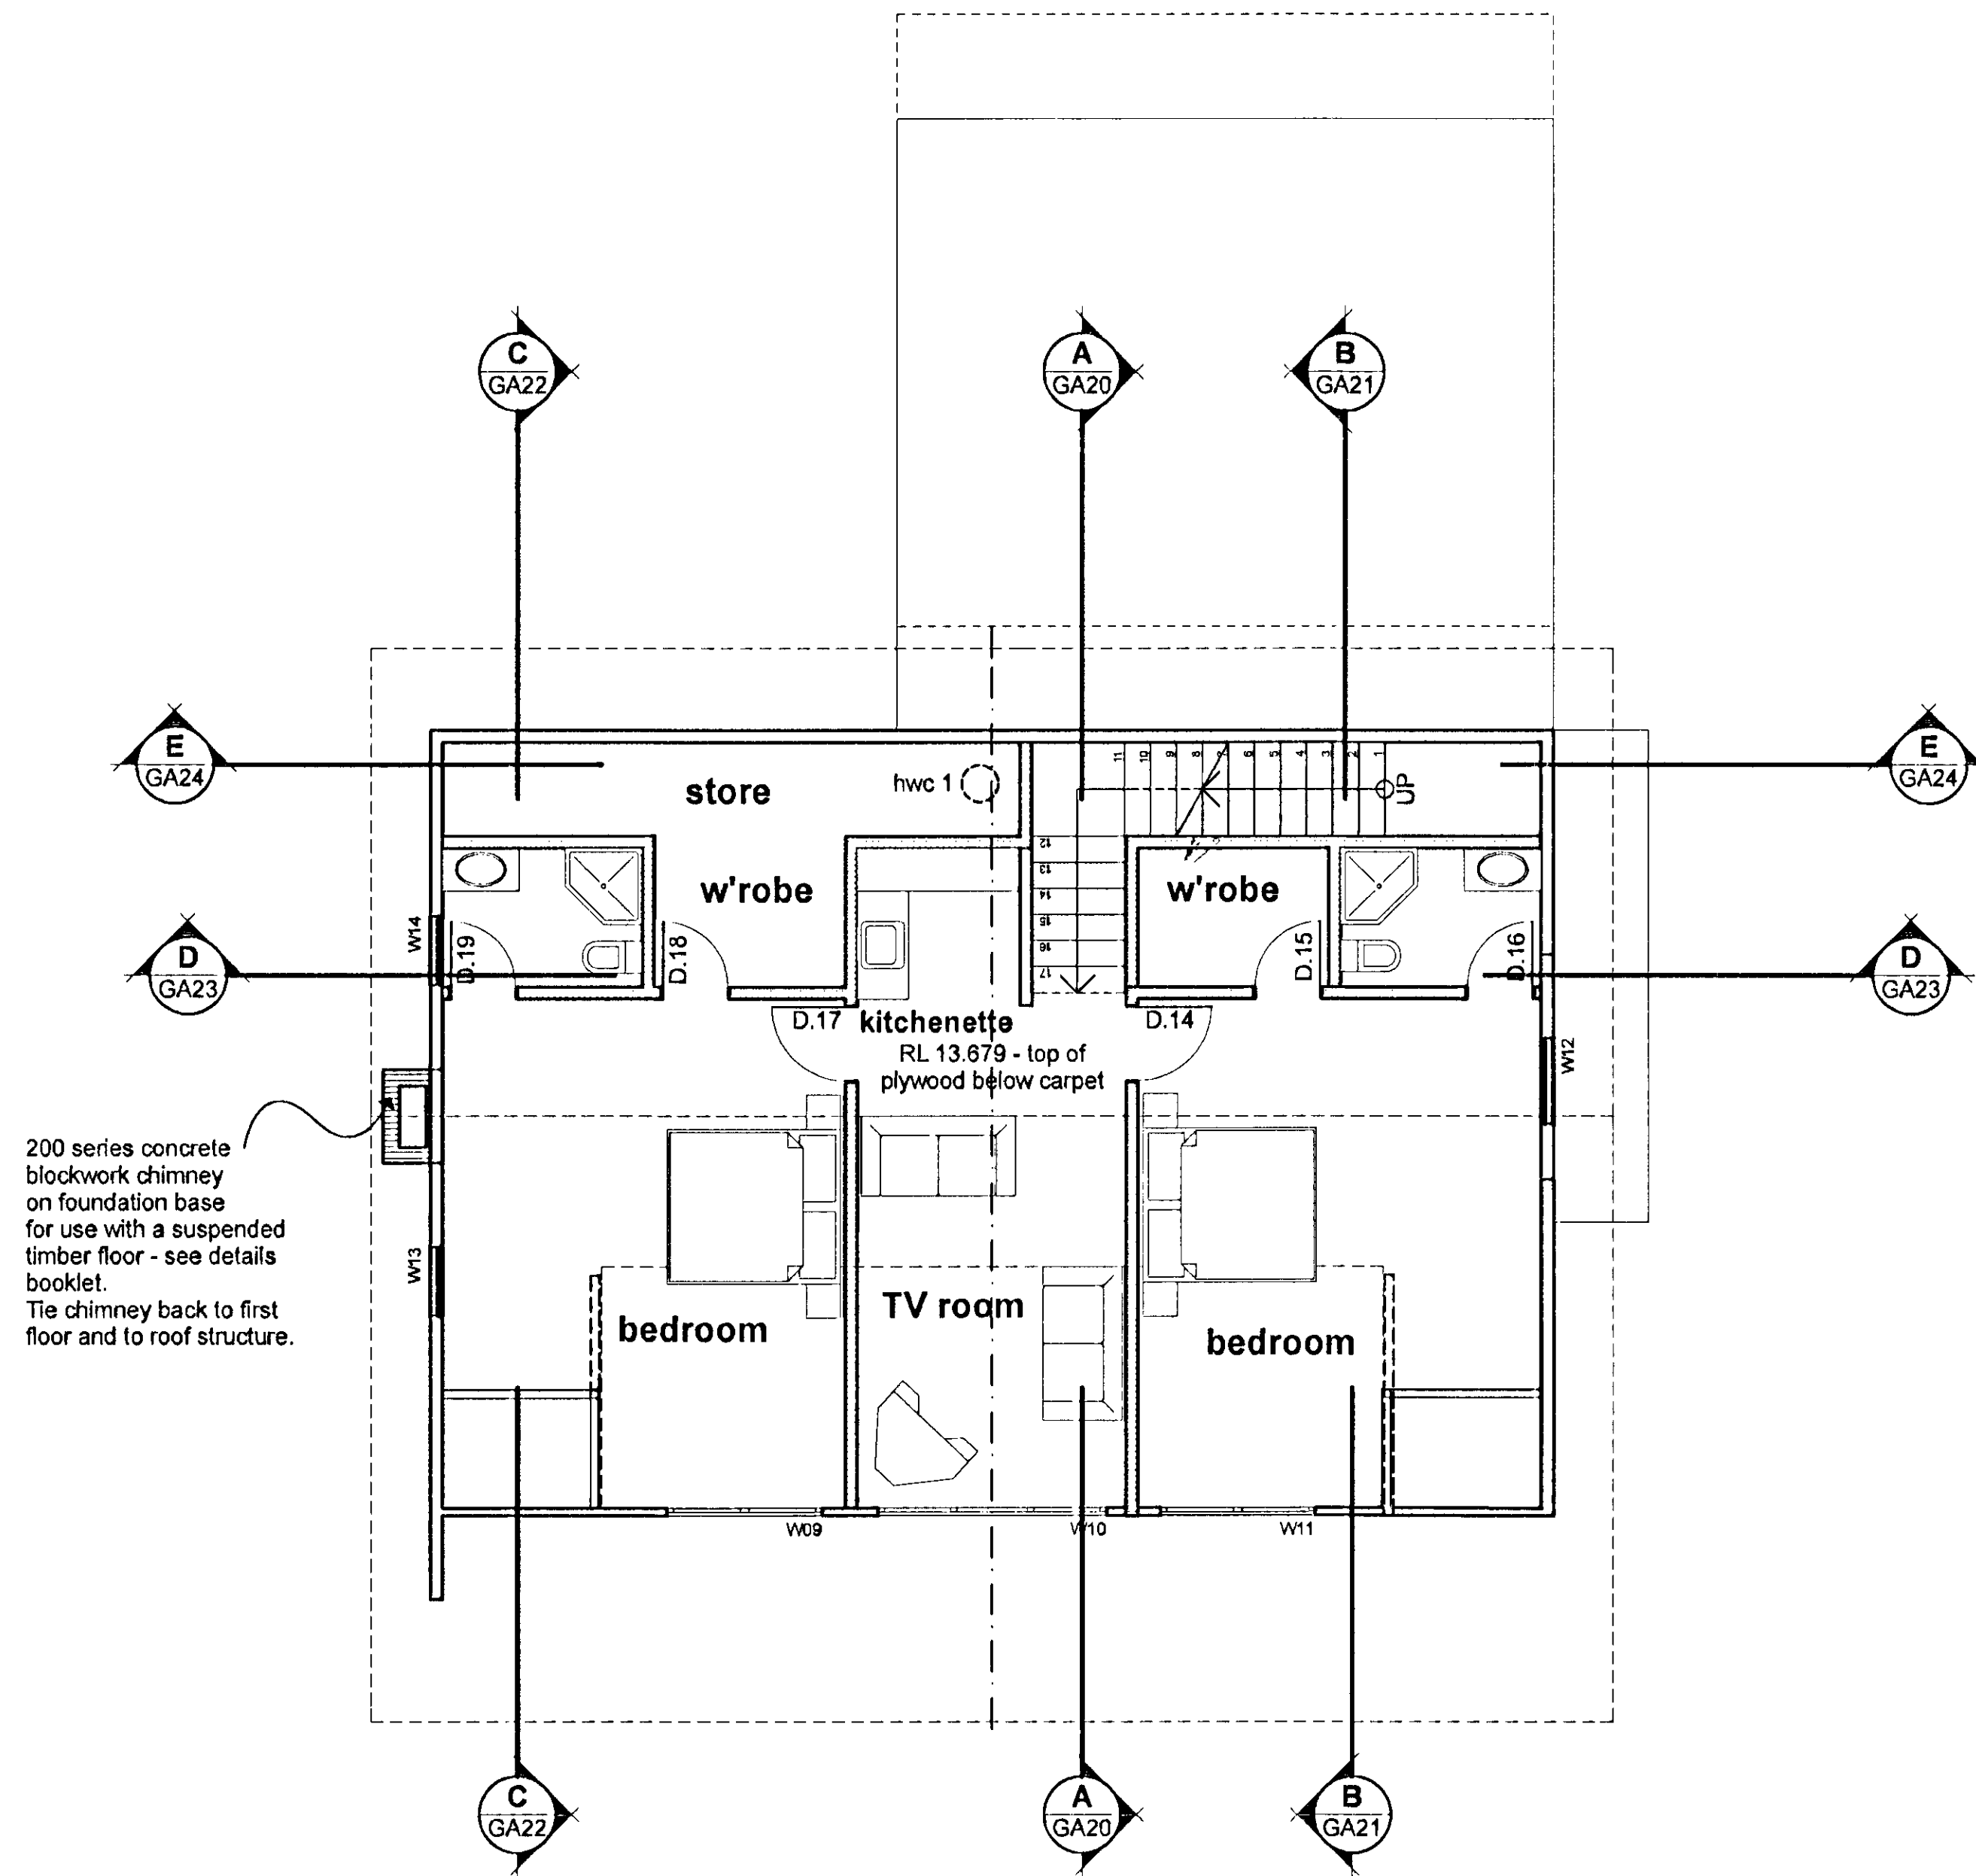 C
GA22
A
GA20
B
GA21
E
GA24
E
GA24
store
hwc 1
11
10
9
8
7
6
5
4
3
2
1
UP
12
13
14
15
16
17
w'robe
w'robe
W14
D.19
D.18
D.15
D.16
D
GA23
D
GA23
D.17
kitchenette
D.14
RL 13.679 - top of
plywood below carpet
W12
200 series concrete
blockwork chimney
on foundation base
for use with a suspended
timber floor - see details
booklet.
Tie chimney back to first
floor and to roof structure.
W13
bedroom
TV room
bedroom
W09
W10
W11
C
GA22
A
GA20
B
GA21